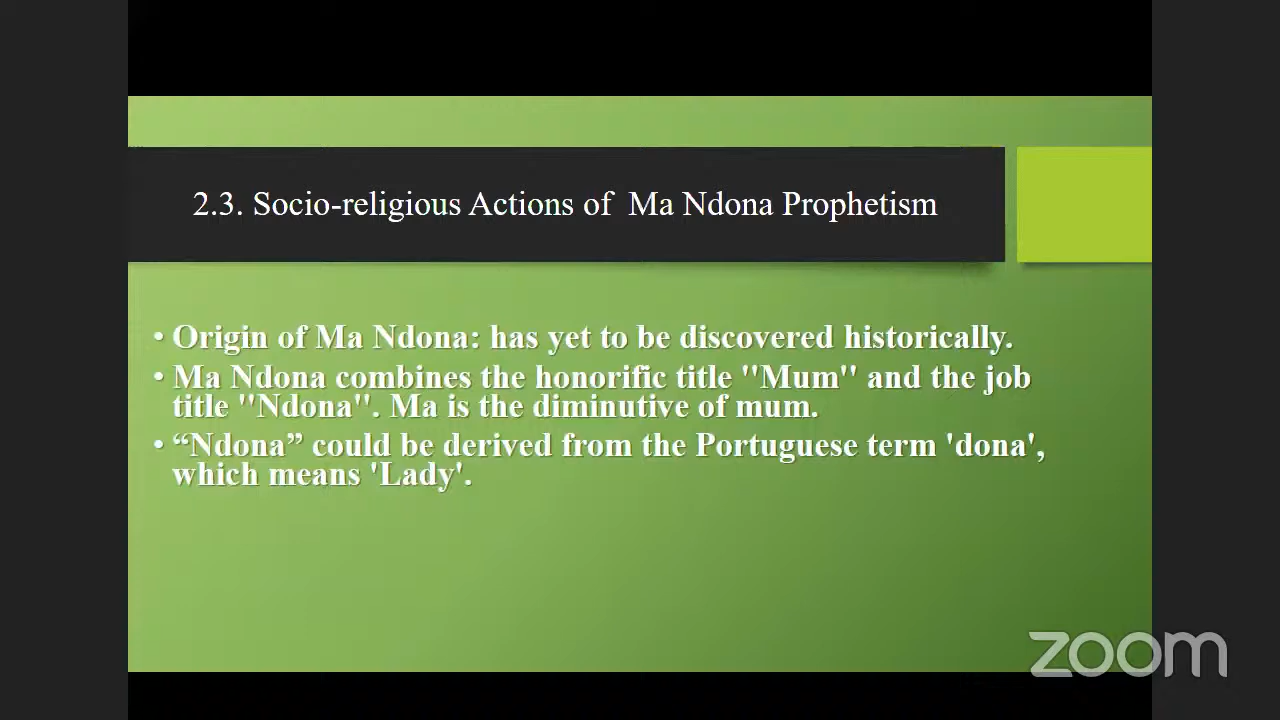 2.3. Socio-religious Actions of Ma Ndona Prophetism
• Origin of Ma Ndona: has yet to be discovered historically.
• Ma Ndona combines the honorific title "Mum" and the job
title "Ndona". Ma is the diminutive of mum.
• “Ndona” could be derived from the Portuguese term 'dona',
which means 'Lady'.
zoom